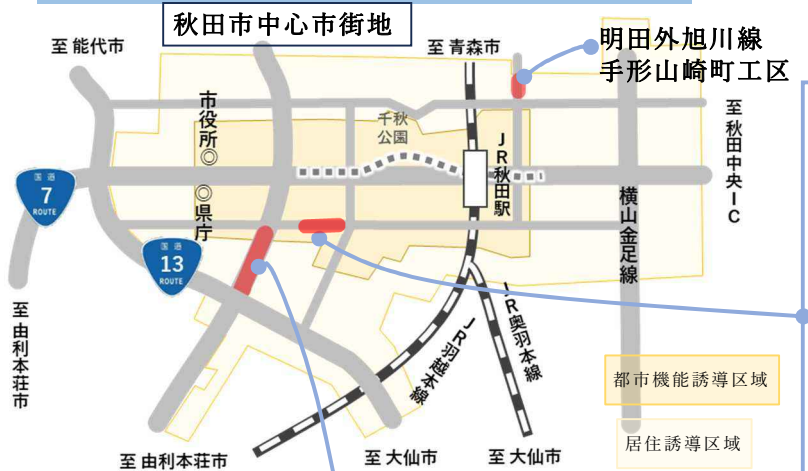 秋田市中心市街地
至 能代市
至 青森市
明田外旭川線
手形山崎町工区
市役所◎
千秋
公園
JR秋田駅
至 秋田中央IC
国道
7
ROUTE
◎県庁
横山金足線
国道
13
ROUTE
至 由利本荘市
JR羽越本線
JR奥羽本線
都市機能誘導区域
居住誘導区域
至 由利本荘市
至 大仙市
至 大仙市